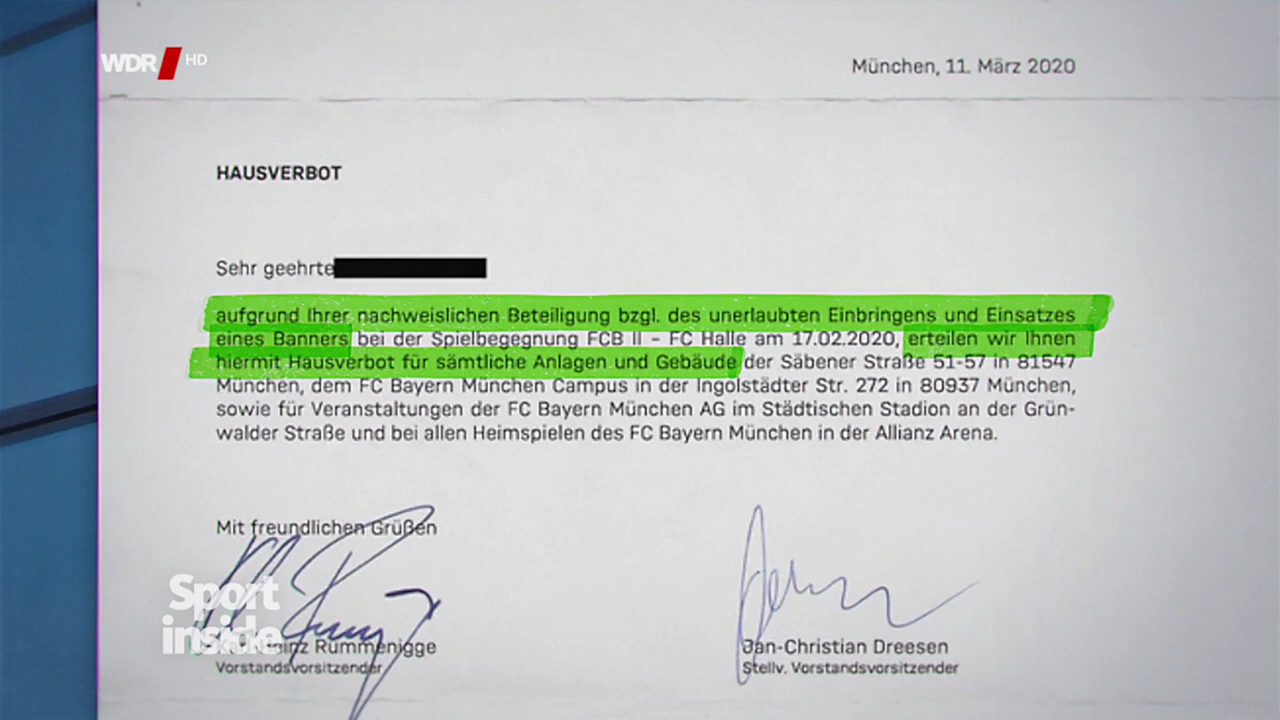 WDR HD
München, 11. März 2020
HAUSVERBOT
Sehr geehrte
aufgrund Ihrer nachweislichen Beteiligung bzgl. des unerlaubten Einbringens und Einsatzes
eines Banners bei der Spielbegegnung FCB II – FC Halle am 17.02.2020, erteilen wir Ihnen
hiermit Hausverbot für sämtliche Anlagen und Gebäude der Säbener Straße 51-57 in 81547
München, dem FC Bayern München Campus in der Ingolstädter Str. 272 in 80937 München,
sowie für Veranstaltungen der FC Bayern München AG im Städtischen Stadion an der Grün-
walder Straße und bei allen Heimspielen des FC Bayern München in der Allianz Arena.
Mit freundlichen Grüßen
Sport
inside
Rummenigge Jan-Christian Dreesen
Vorstandsvorsitzender Stellv. Vorstandsvorsitzender